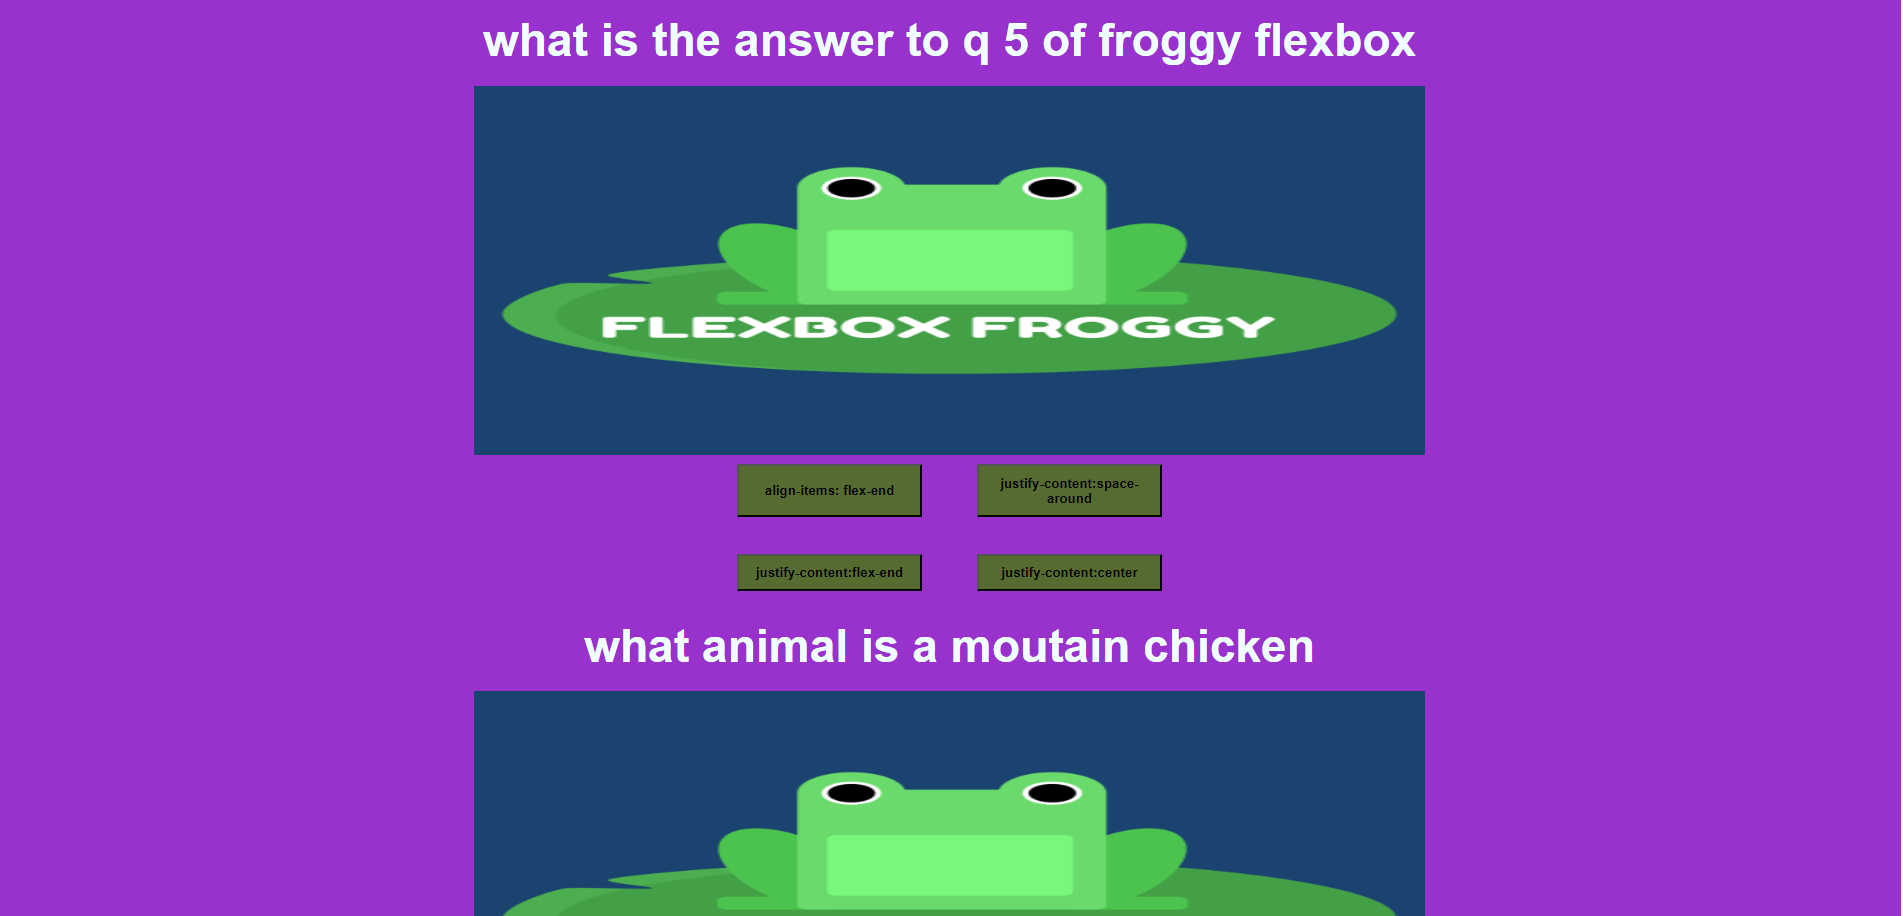 what is the answer to q 5 of froggy flexbox
FLEXBOX FROGGY
align-items: flex-end
justify-content:space-
around
justify-content:flex-end
justify-content:center
what animal is a moutain chicken